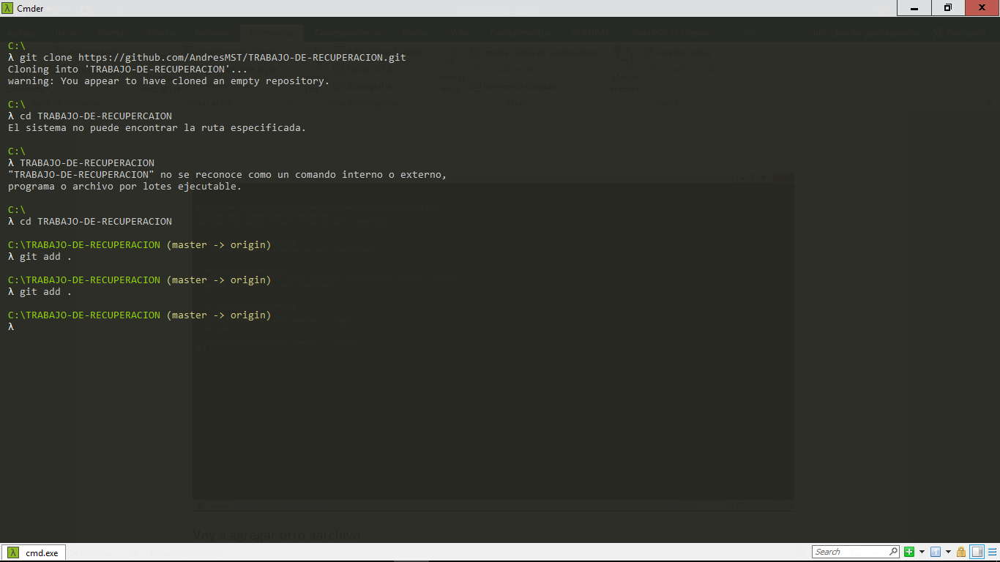 Cmder
C:\
λ git clone https://github.com/AndresMST/TRABAJO-DE-RECUPERACION.git
Cloning into 'TRABAJO-DE-RECUPERACION'...
warning: You appear to have cloned an empty repository.
C:\
λ cd TRABAJO-DE-RECUPERCAION
El sistema no puede encontrar la ruta especificada.
C:\
λ TRABAJO-DE-RECUPERACION
"TRABAJO-DE-RECUPERACION" no se reconoce como un comando interno o externo,
programa o archivo por lotes ejecutable.
C:\
λ cd TRABAJO-DE-RECUPERACION
C:\TRABAJO-DE-RECUPERACION (master -> origin)
λ git add .
C:\TRABAJO-DE-RECUPERACION (master -> origin)
λ git add .
C:\TRABAJO-DE-RECUPERACION (master -> origin)
λ
Voy a agregar otro aarchivo
cmd.exe
Search